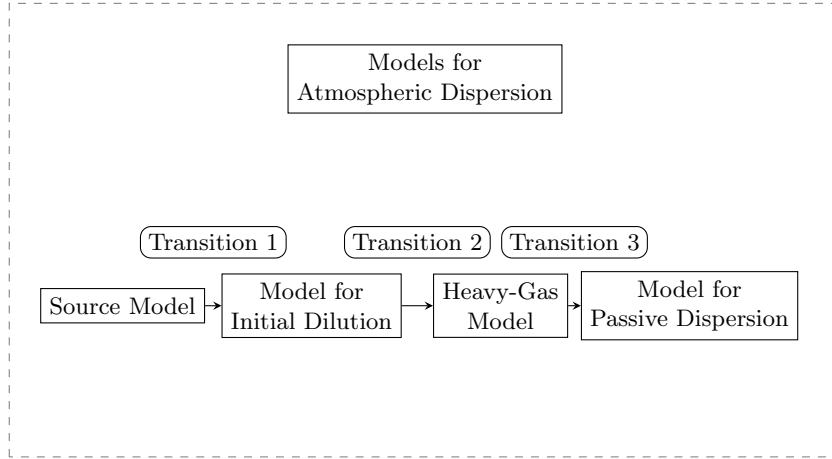 Models for
Atmospheric Dispersion
Transition 1
Transition 2
Transition 3
Source Model
Model for
Initial Dilution
Heavy-Gas
Model
Model for
Passive Dispersion